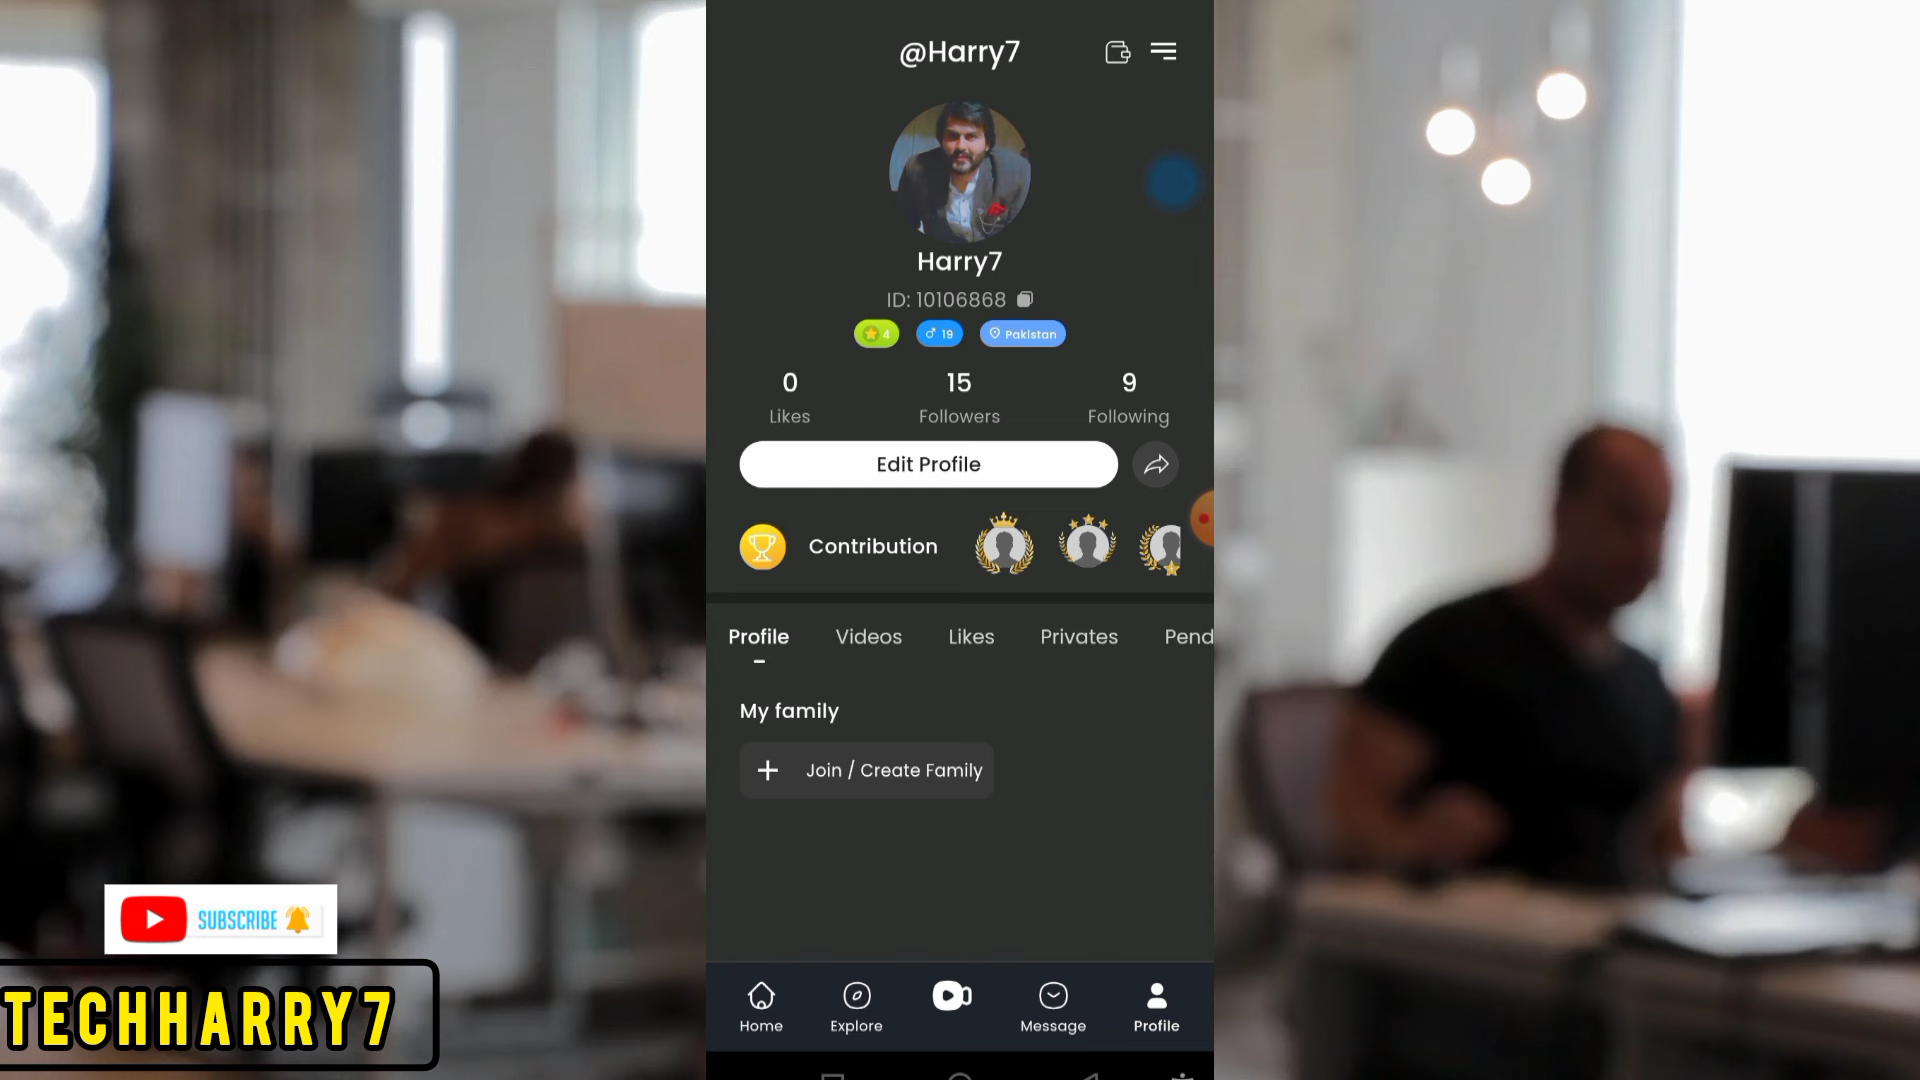 @Harry7
Harry7
ID: 10106868
4 19 Pakistan
0 15 9
Likes Followers Following
Edit Profile
Contribution
Profile Videos Likes Privates Pend
My family
+ Join / Create Family
SUBSCRIBE
TECHHARRY7
Home Explore Message Profile